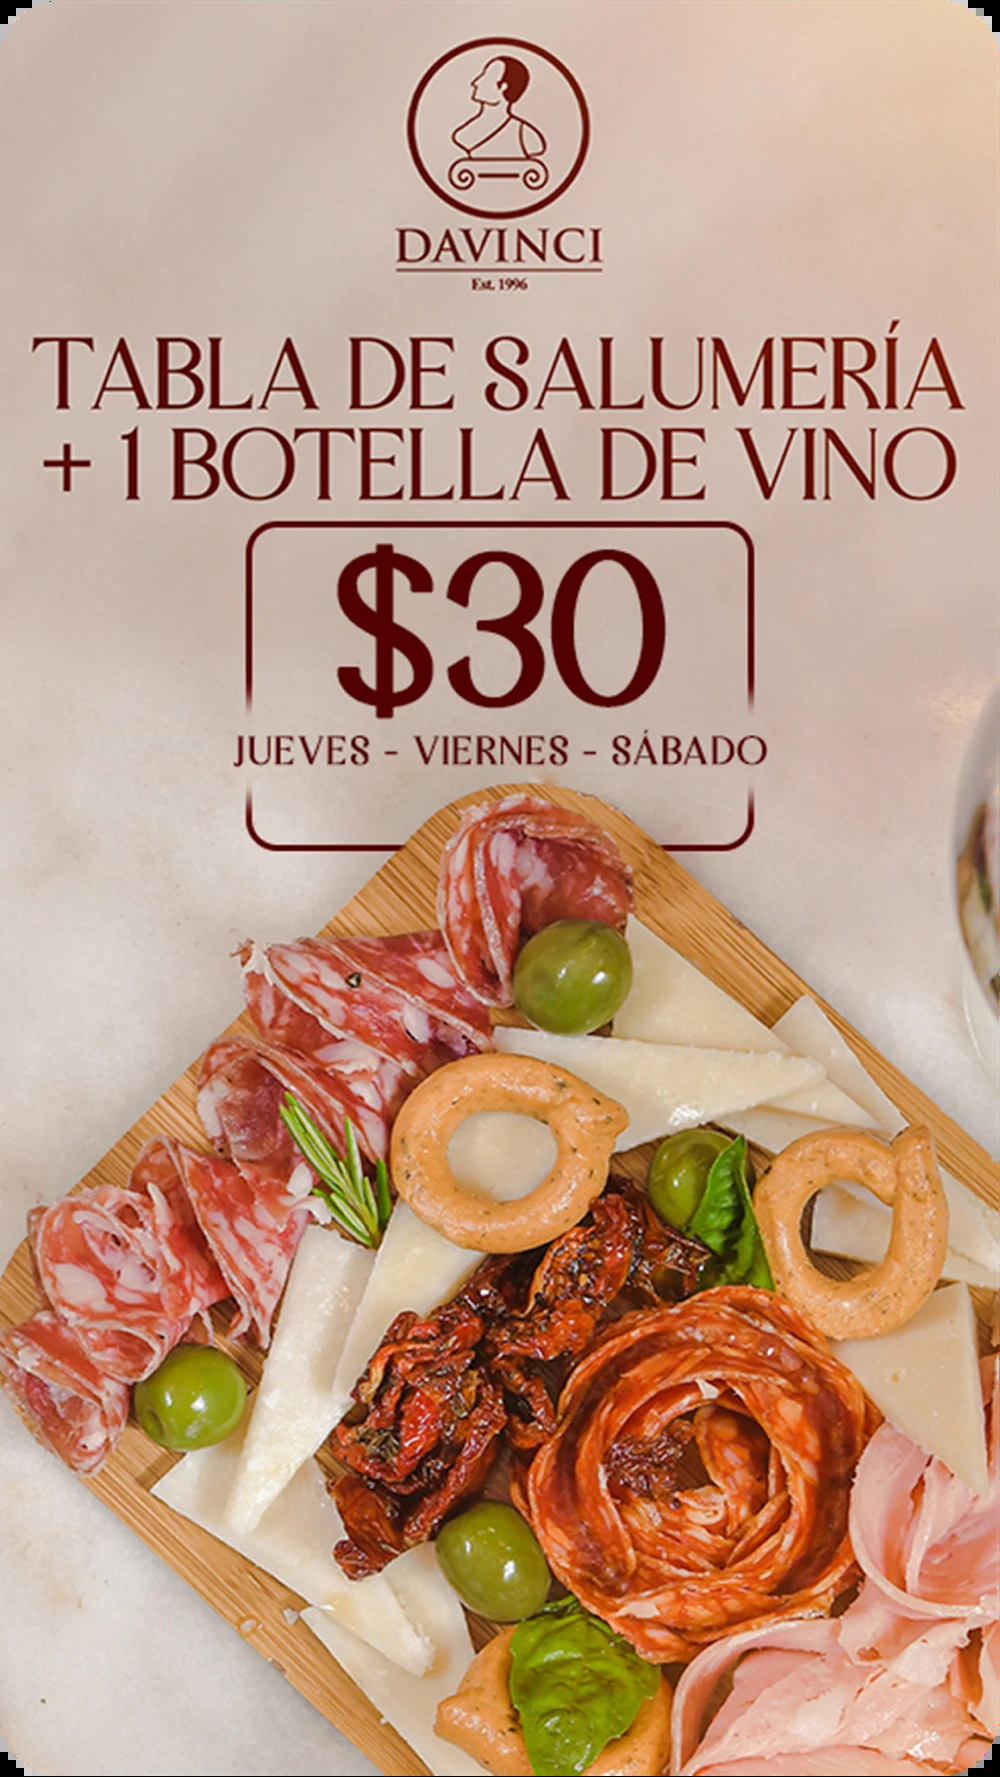 DAVINCI
Est. 1996
TABLA DE SALUMERÍA
+ 1 BOTELLA DE VINO
$30
JUEVES - VIERNES - SÁBADO